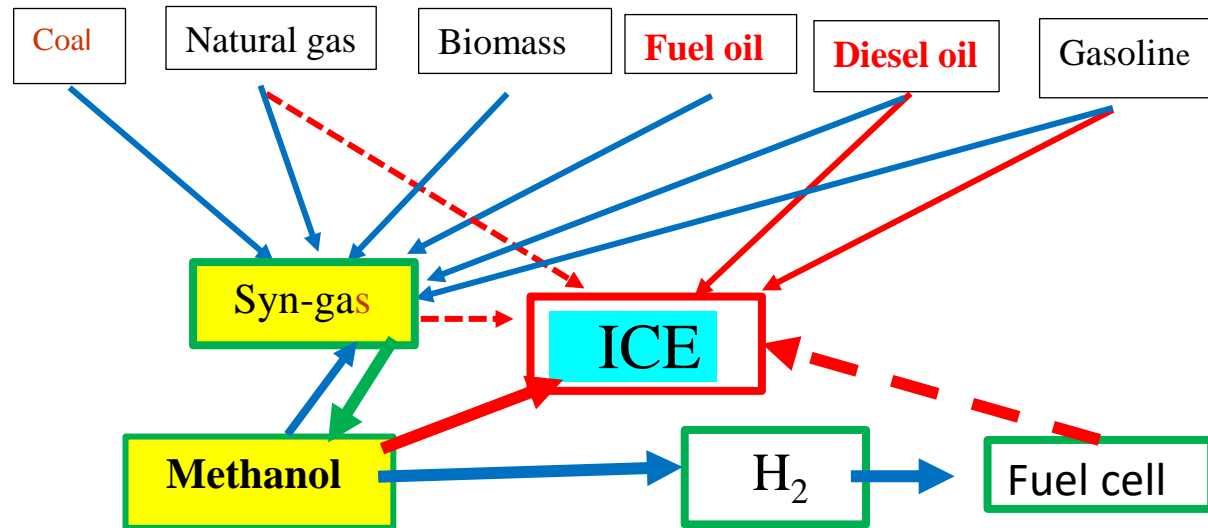 Coal
Natural gas
Biomass
Fuel oil
Diesel oil
Gasoline
Syn-gas
ICE
Methanol
H₂
Fuel cell